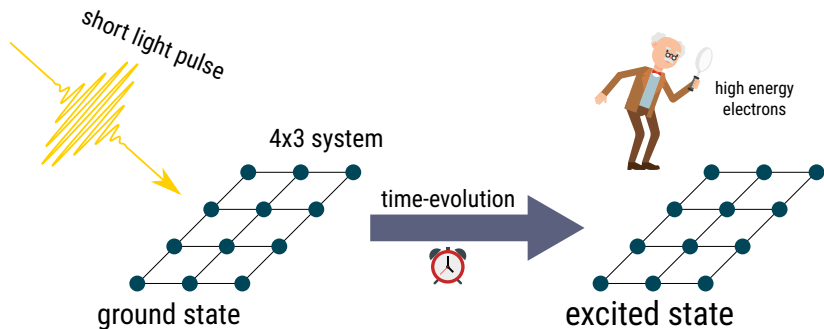 short light pulse
4x3 system
ground state
time-evolution
high energy
electrons
excited state